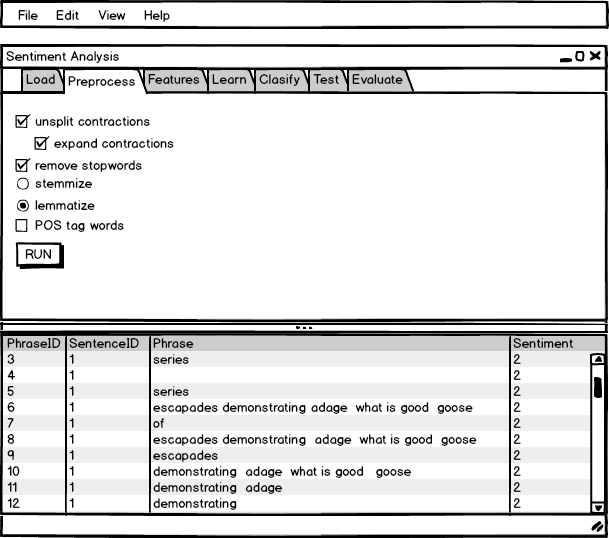 File Edit View Help
Sentiment Analysis
Load Preprocess Features Learn Clasify Test Evaluate
unsplit contractions
expand contractions
remove stopwords
stemmize
lemmatize
POS tag words
RUN
PhraseID SentenceID Phrase Sentiment
3 1 series 2
4 1 2
5 1 series 2
6 1 escapades demonstrating adage what is good goose 2
7 1 of 2
8 1 escapades demonstrating adage what is good goose 2
9 1 escapades 2
10 1 demonstrating adage what is good goose 2
11 1 demonstrating adage 2
12 1 demonstrating 2